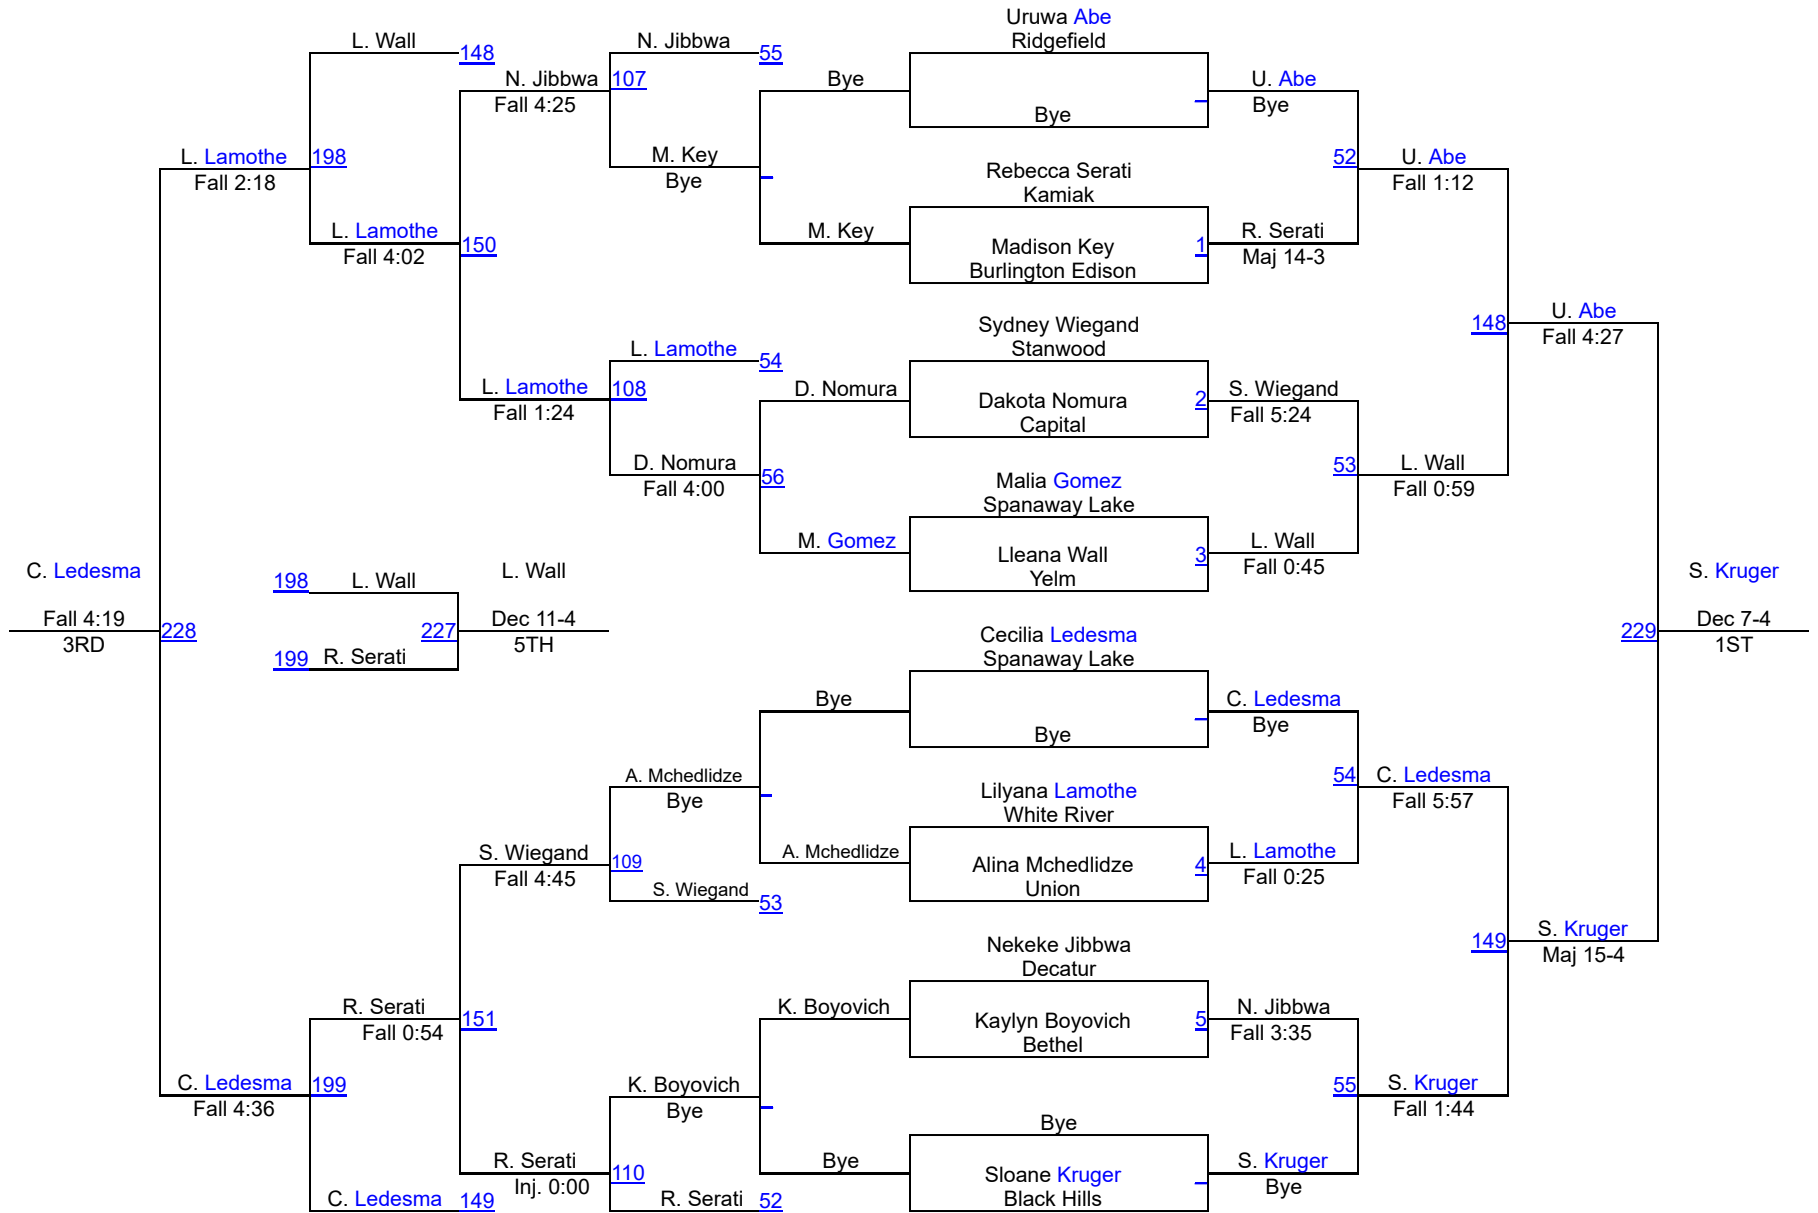 Uruwa Abe
Ridgefield
L. Wall
148
N. Jibbwa
55
N. Jibbwa
107
Fall 4:25
Bye
Bye
U. Abe
Bye
L. Lamothe
198
Fall 2:18
M. Key
Bye
Rebecca Serati
Kamiak
52
U. Abe
Fall 1:12
L. Lamothe
150
Fall 4:02
M. Key
Madison Key
Burlington Edison
1
R. Serati
Maj 14-3
148
U. Abe
Fall 4:27
L. Lamothe
54
Sydney Wiegand
Stanwood
L. Lamothe
108
Fall 1:24
D. Nomura
Dakota Nomura
Capital
2
S. Wiegand
Fall 5:24
D. Nomura
56
Fall 4:00
Malia Gomez
Spanaway Lake
53
L. Wall
Fall 0:59
M. Gomez
Lleana Wall
Yelm
3
L. Wall
Fall 0:45
C. Ledesma
198
L. Wall
L. Wall
S. Kruger
Fall 4:19
3RD
228
227
Dec 11-4
5TH
229
Dec 7-4
1ST
199
R. Serati
Cecilia Ledesma
Spanaway Lake
Bye
Bye
C. Ledesma
Bye
A. Mchedlidze
Bye
Lilyana Lamothe
White River
54
C. Ledesma
Fall 5:57
S. Wiegand
109
Fall 4:45
A. Mchedlidze
Alina Mchedlidze
Union
4
L. Lamothe
Fall 0:25
S. Wiegand
53
Nekeke Jibbwa
Decatur
149
S. Kruger
Maj 15-4
R. Serati
151
Fall 0:54
K. Boyovich
Kaylyn Boyovich
Bethel
5
N. Jibbwa
Fall 3:35
C. Ledesma
199
Fall 4:36
K. Boyovich
Bye
55
S. Kruger
Fall 1:44
Bye
R. Serati
110
Inj. 0:00
Bye
Sloane Kruger
Black Hills
S. Kruger
Bye
C. Ledesma
149
R. Serati
52